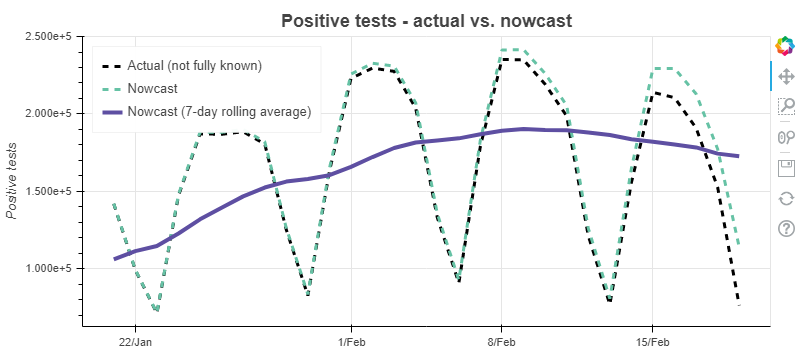 Positive tests - actual vs. nowcast
2.500e+5
2.000e+5
1.500e+5
1.000e+5
Positive tests
Actual (not fully known)
Nowcast
Nowcast (7-day rolling average)
22/Jan
1/Feb
8/Feb
15/Feb